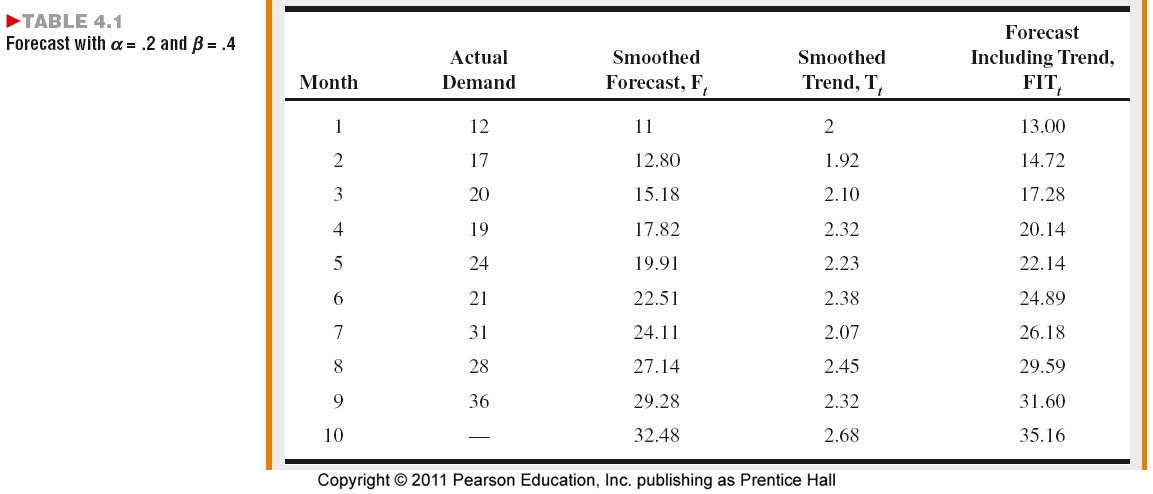 ►TABLE 4.1
Forecast with α = .2 and β = .4
Month Actual Demand Smoothed Forecast, Fₜ Smoothed Trend, Tₜ Forecast Including Trend, FITₜ
1 12 11 2 13.00
2 17 12.80 1.92 14.72
3 20 15.18 2.10 17.28
4 19 17.82 2.32 20.14
5 24 19.91 2.23 22.14
6 21 22.51 2.38 24.89
7 31 24.11 2.07 26.18
8 28 27.14 2.45 29.59
9 36 29.28 2.32 31.60
10 — 32.48 2.68 35.16
Copyright © 2011 Pearson Education, Inc. publishing as Prentice Hall